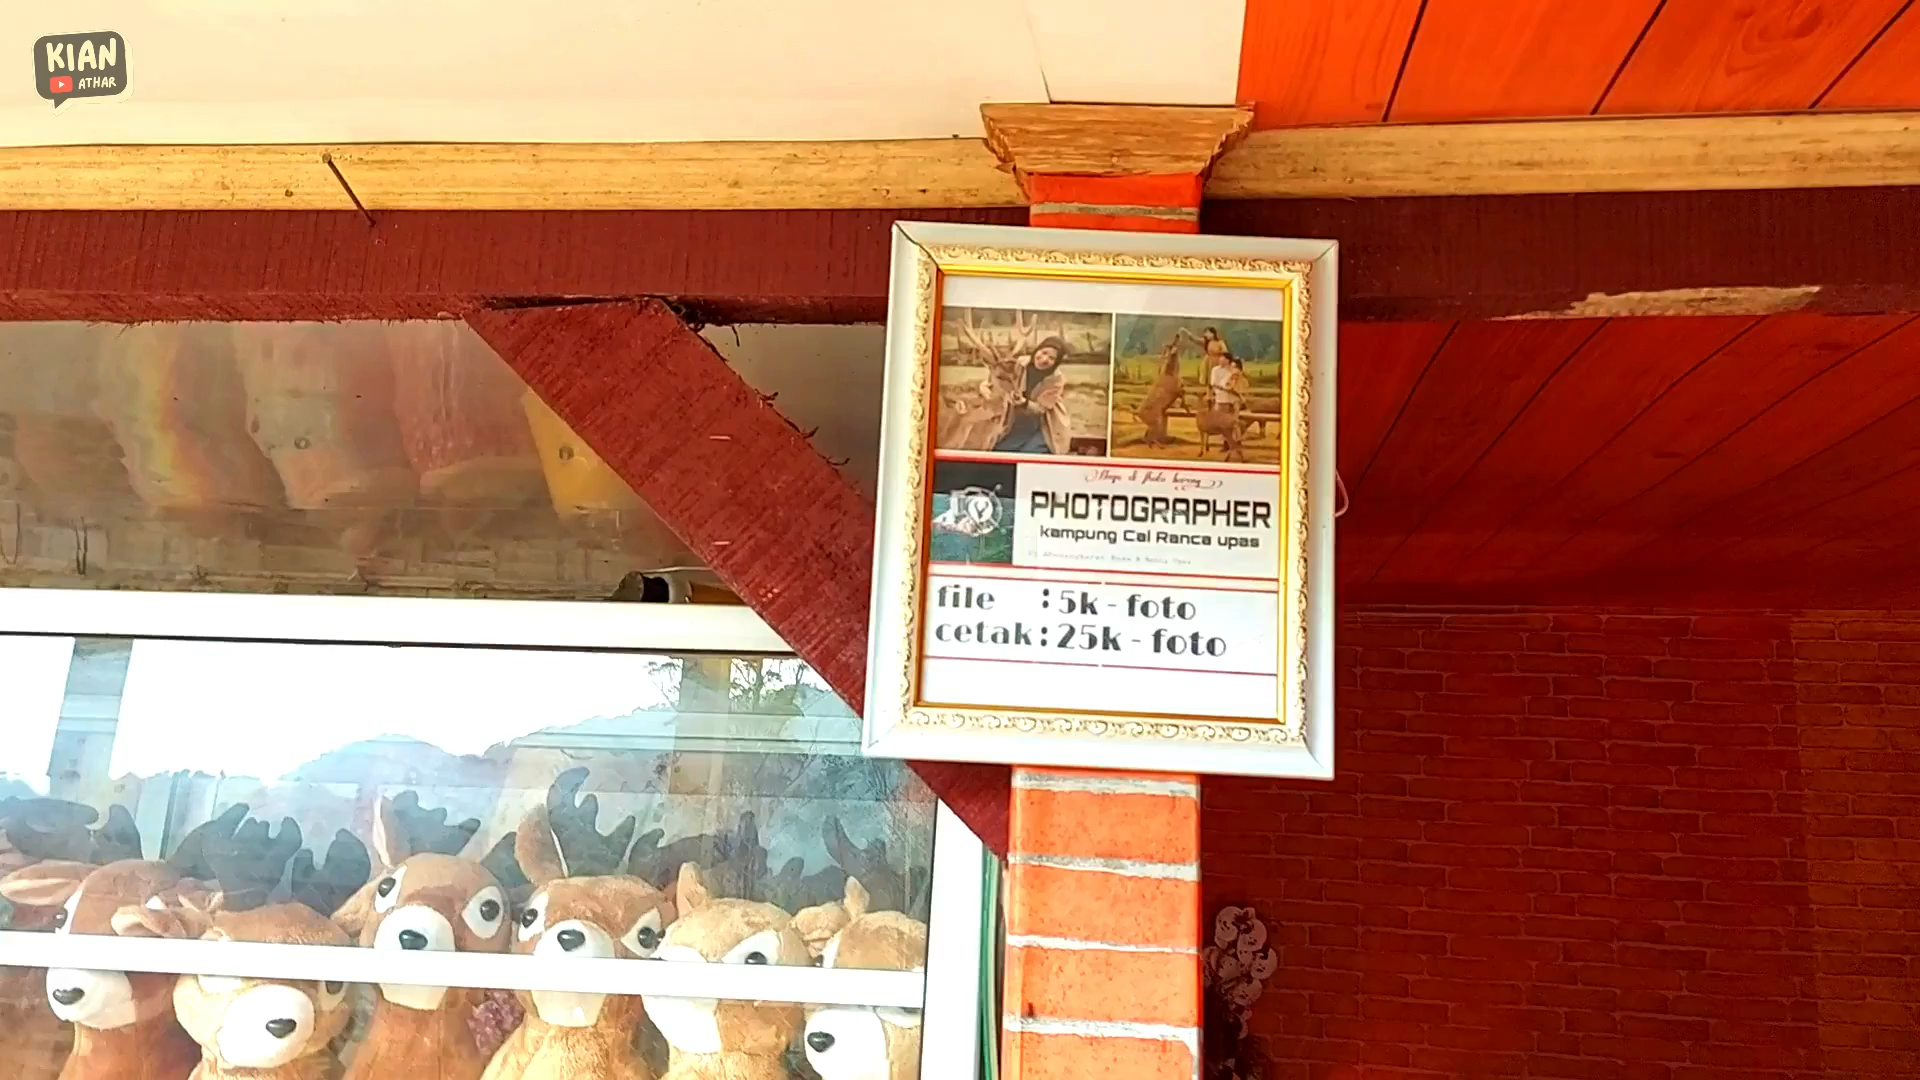 KIAN
ATHAR
PHOTOGRAPHER
kampung Cai Ranca upas
file : 5k - foto
cetak : 25k - foto